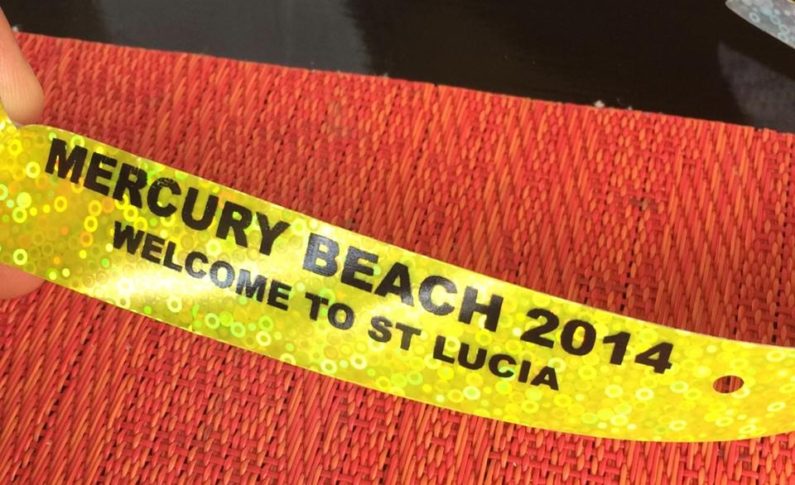 MERCURY BEACH 2014
WELCOME TO ST LUCIA